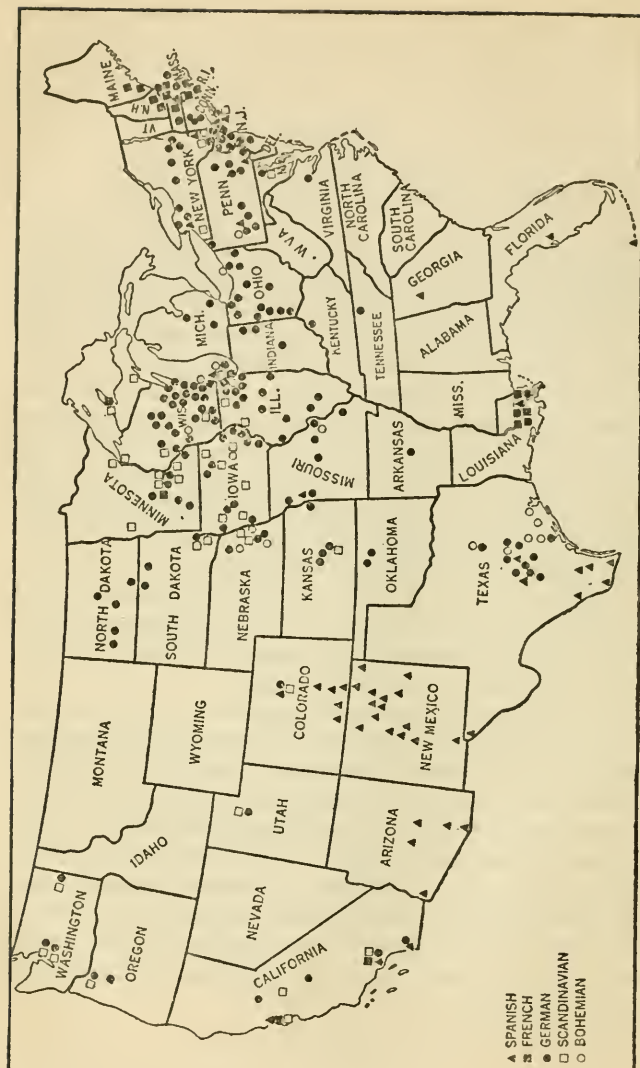 WASHINGTON
OREGON
CALIFORNIA
IDAHO
NEVADA
MONTANA
WYOMING
UTAH
ARIZONA
COLORADO
NEW MEXICO
NORTH DAKOTA
SOUTH DAKOTA
NEBRASKA
KANSAS
OKLAHOMA
TEXAS
MINNESOTA
IOWA
MISSOURI
ARKANSAS
LOUISIANA
WIS.
ILL.
MICH.
INDIANA
OHIO
KENTUCKY
TENNESSEE
MISS.
ALABAMA
GEORGIA
FLORIDA
SOUTH CAROLINA
NORTH CAROLINA
VIRGINIA
W VA.
PENN
NEW YORK
VT
N.H
MAINE
MASS.
R.I.
CONN.
N.J.
DEL.
SPANISH
FRENCH
GERMAN
SCANDINAVIAN
BOHEMIAN